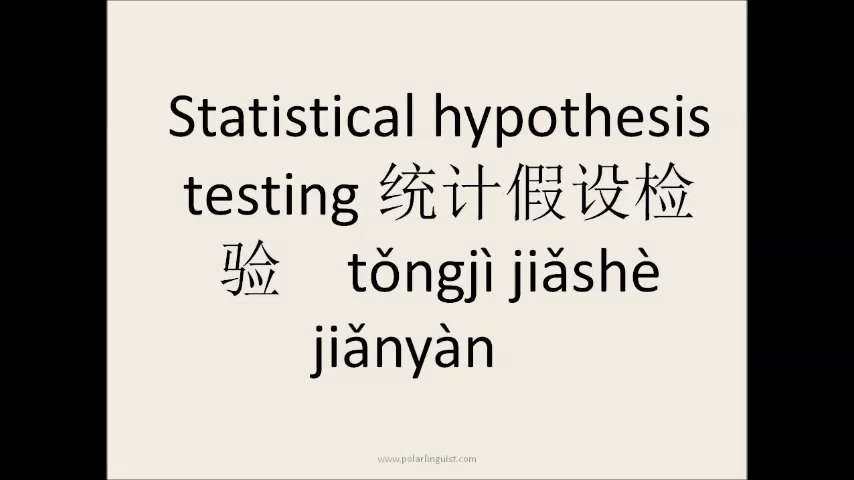 Statistical hypothesis
testing 统计假设检
验 tǒngjì jiǎshè
jiǎnyàn
www.polarlinguist.com